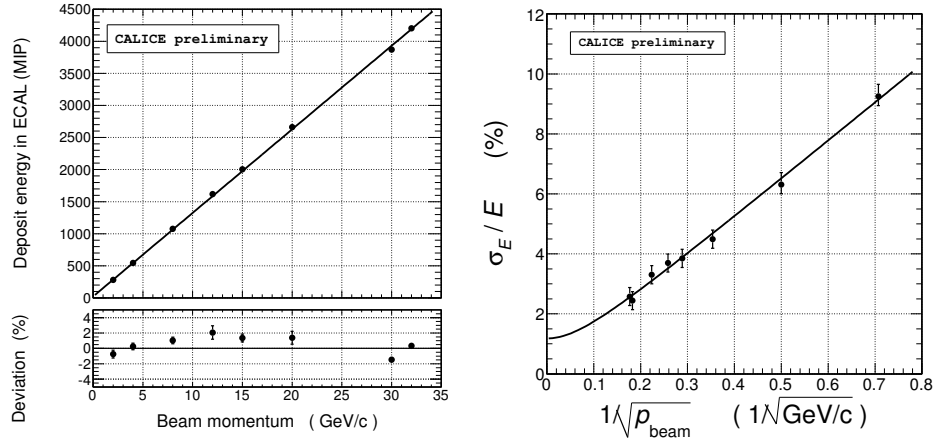 4500
4000
3500
3000
2500
2000
1500
1000
500
0
Deposit energy in ECAL (MIP)
CALICE preliminary
4
2
0
-2
-4
Deviation (%)
0 5 10 15 20 25 30 35
Beam momentum ( GeV/c )
12
10
8
6
4
2
0
σ_E / E (%)
CALICE preliminary
0 0.1 0.2 0.3 0.4 0.5 0.6 0.7 0.8
1/√p_beam ( 1/√GeV/c )